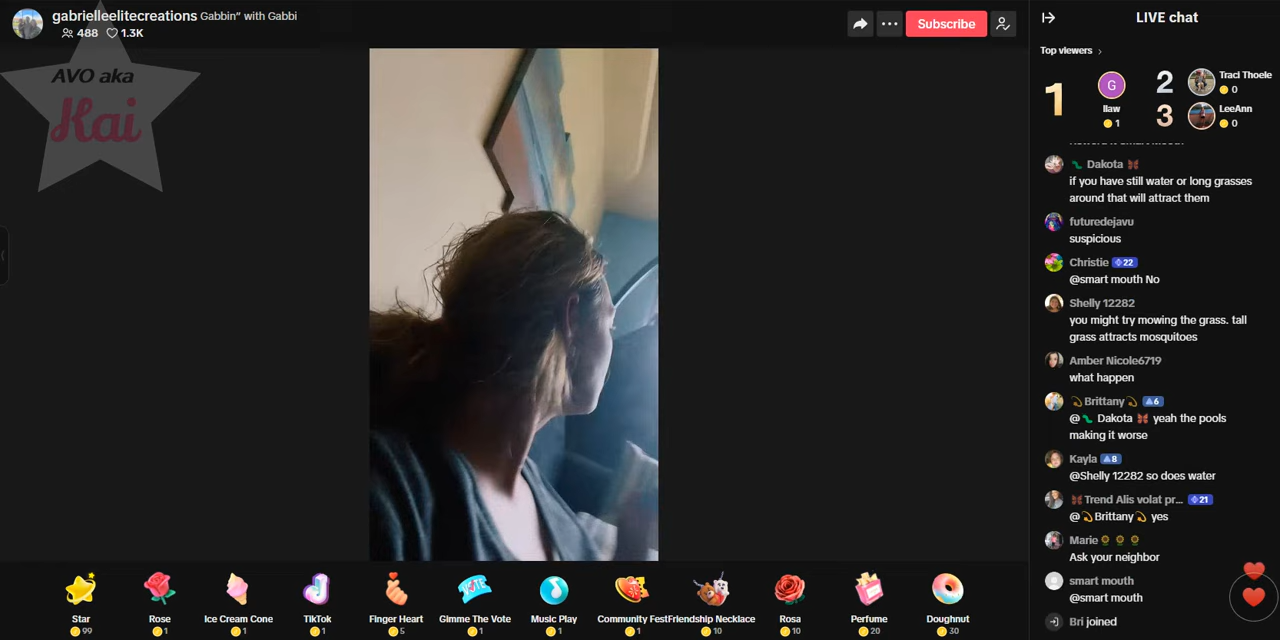 gabrielleelitecreations Gabbin" with Gabbi
488 1.3K
Subscribe
AVO aka
Kai
LIVE chat
Top viewers
1
G
llaw
1
2
Traci Thoele
0
3
LeeAnn
0
Dakota
if you have still water or long grasses
around that will attract them
futuredejavu
suspicious
Christie 22
@smart mouth No
Shelly 12282
you might try mowing the grass. tall
grass attracts mosquitoes
Amber Nicole6719
what happen
Brittany 6
@ Dakota yeah the pools
making it worse
Kayla 8
@Shelly 12282 so does water
Trend Alis volat pr... 21
@ Brittany yes
Marie
Ask your neighbor
smart mouth
@smart mouth
Bri joined
VOTE
Star Rose Ice Cream Cone TikTok Finger Heart Gimme The Vote Music Play Community Fest Friendship Necklace Rosa Perfume Doughnut
99 1 1 1 5 1 1 1 10 10 20 30